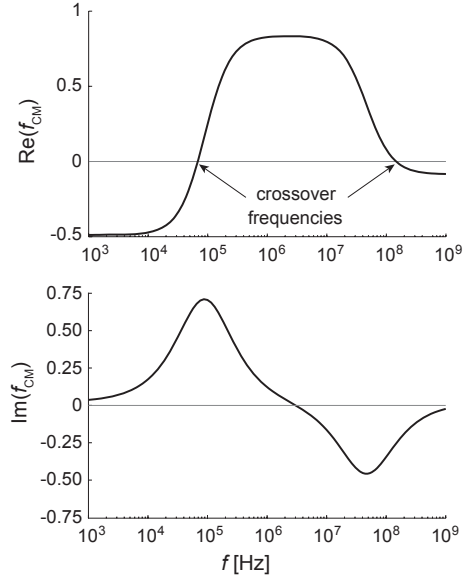 1
0.5
Re(f_CM)
0
crossover
frequencies
-0.5
10³ 10⁴ 10⁵ 10⁶ 10⁷ 10⁸ 10⁹
0.75
0.50
0.25
Im(f_CM)
0
-0.25
-0.50
-0.75
10³ 10⁴ 10⁵ 10⁶ 10⁷ 10⁸ 10⁹
f [Hz]